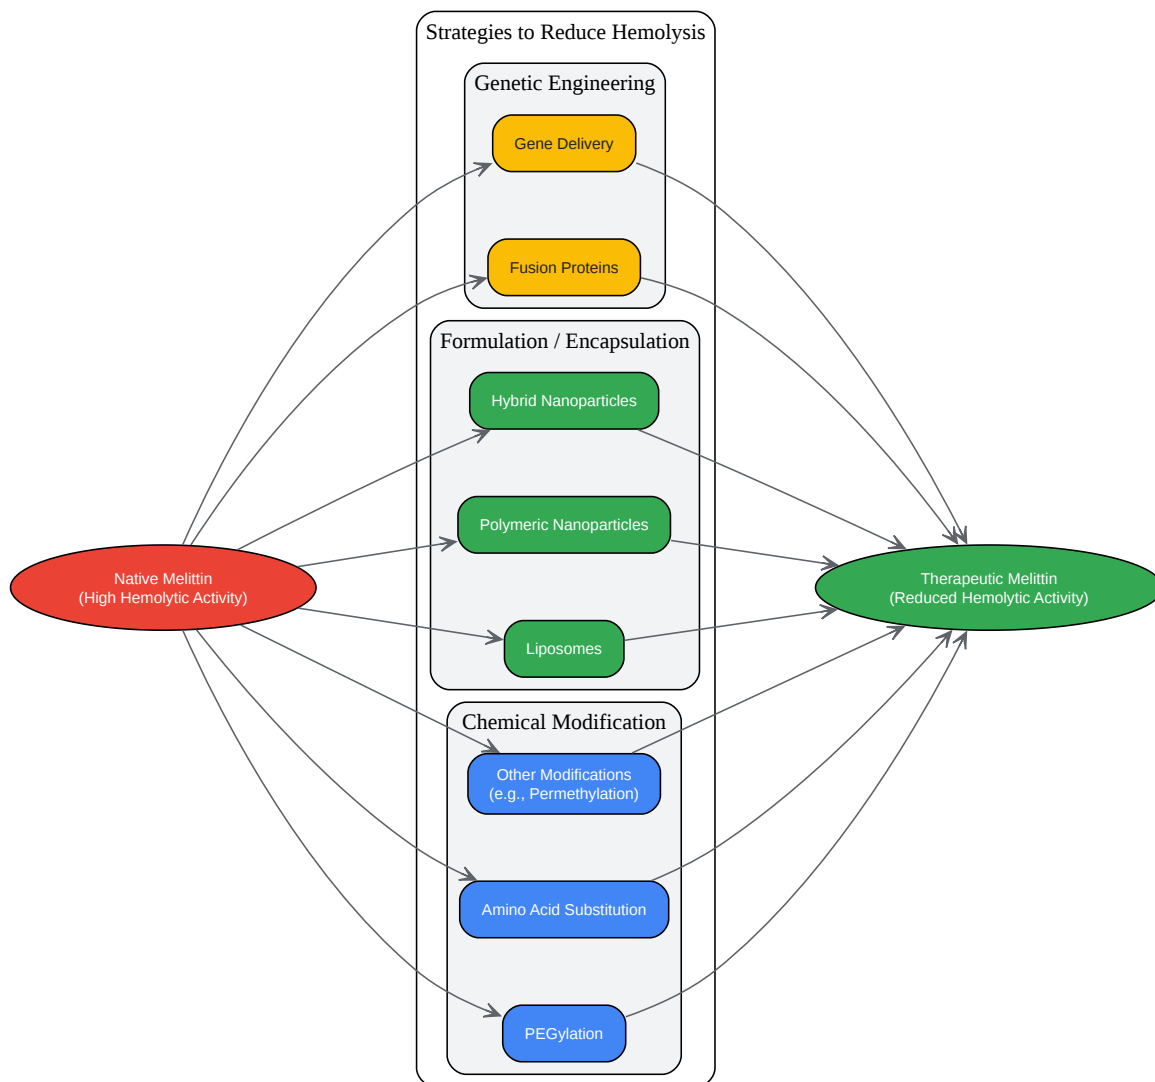 Strategies to Reduce Hemolysis
Genetic Engineering
Gene Delivery
Fusion Proteins
Formulation / Encapsulation
Hybrid Nanoparticles
Polymeric Nanoparticles
Native Melittin
(High Hemolytic Activity)
Therapeutic Melittin
(Reduced Hemolytic Activity)
Liposomes
Chemical Modification
Other Modifications
(e.g., Permethylation)
Amino Acid Substitution
PEGylation